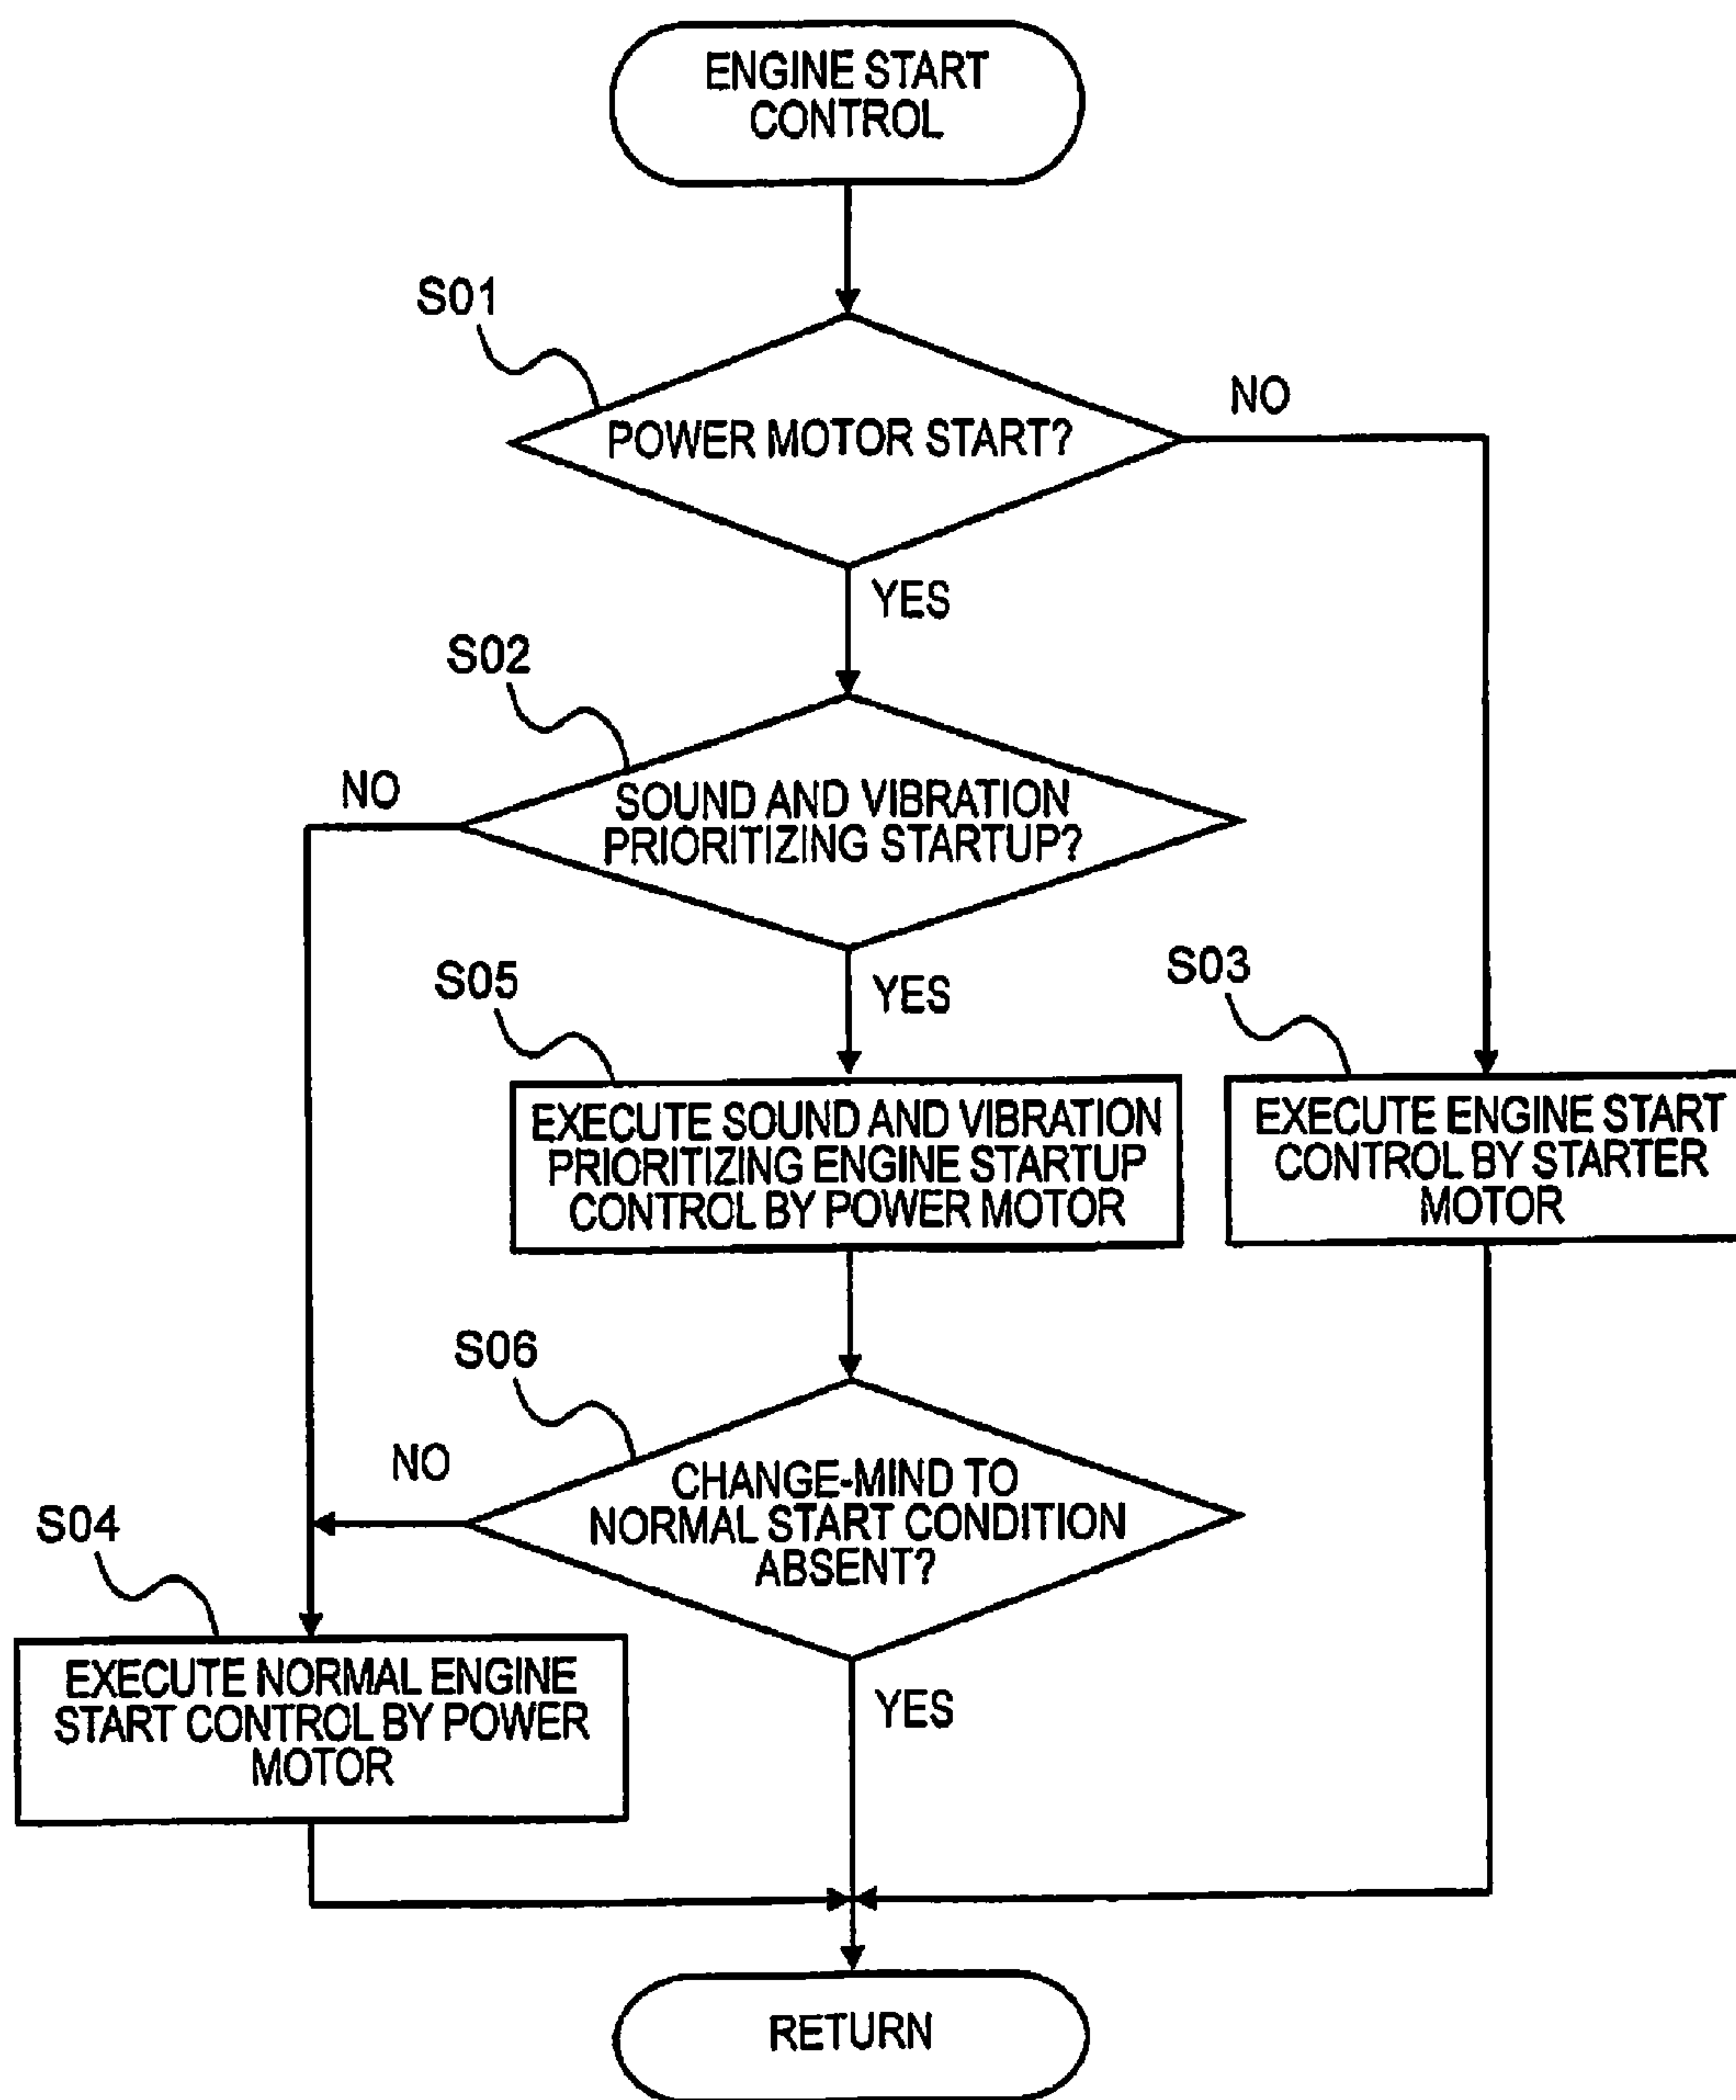 ENGINE START
CONTROL
S01
POWER MOTOR START?
NO
YES
S02
NO
SOUND AND VIBRATION
PRIORITIZING STARTUP?
YES
S05
EXECUTE SOUND AND VIBRATION
PRIORITIZING ENGINE STARTUP
CONTROL BY POWER MOTOR
S03
EXECUTE ENGINE START
CONTROL BY STARTER
MOTOR
S06
NO
CHANGE-MIND TO
NORMAL START CONDITION
ABSENT?
YES
S04
EXECUTE NORMAL ENGINE
START CONTROL BY POWER
MOTOR
RETURN